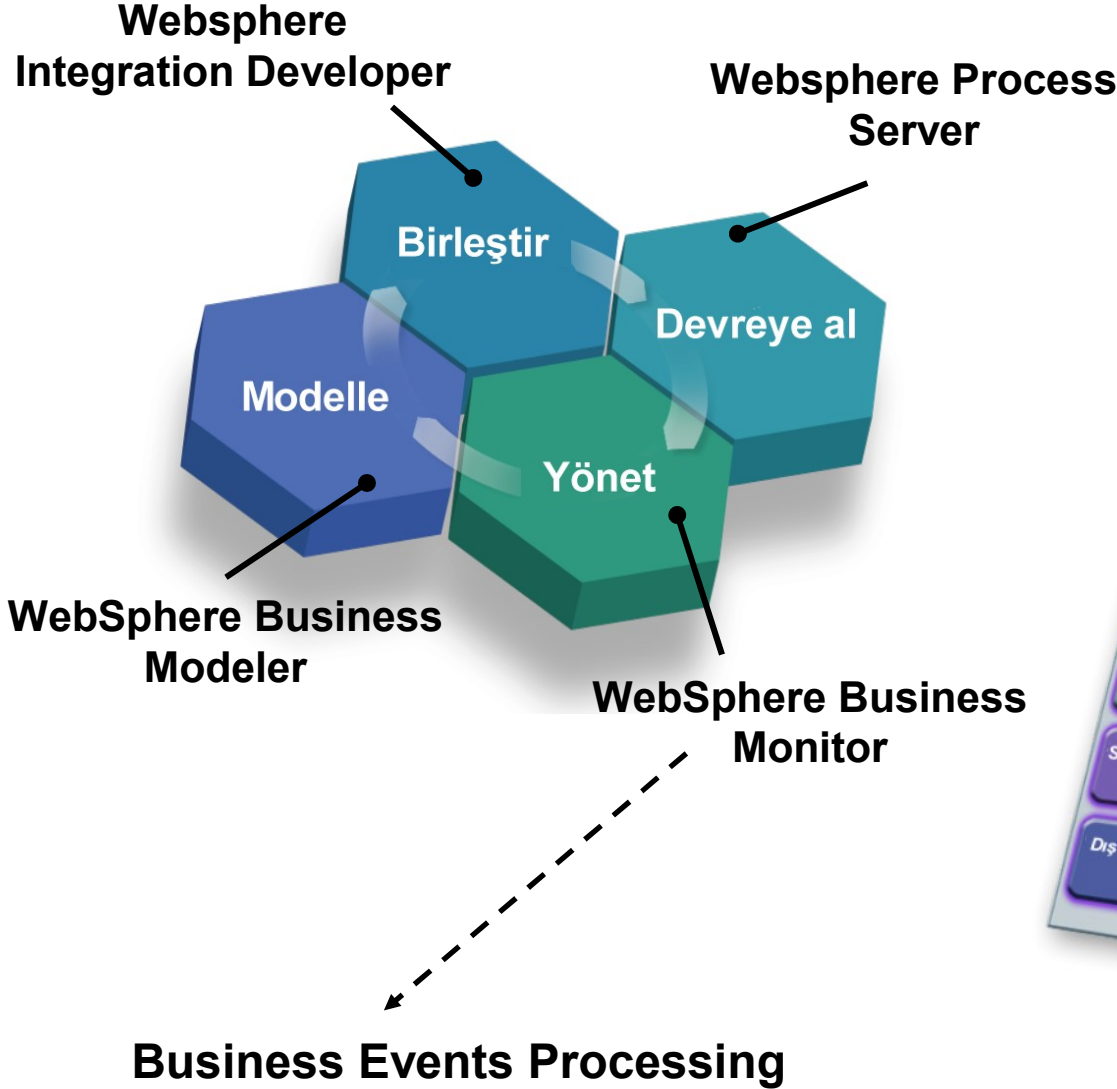 Websphere
Integration Developer
Websphere Process
Server
Birleştir
Devreye al
Modelle
Yönet
WebSphere Business
Modeler
WebSphere Business
Monitor
Dış
Business Events Processing